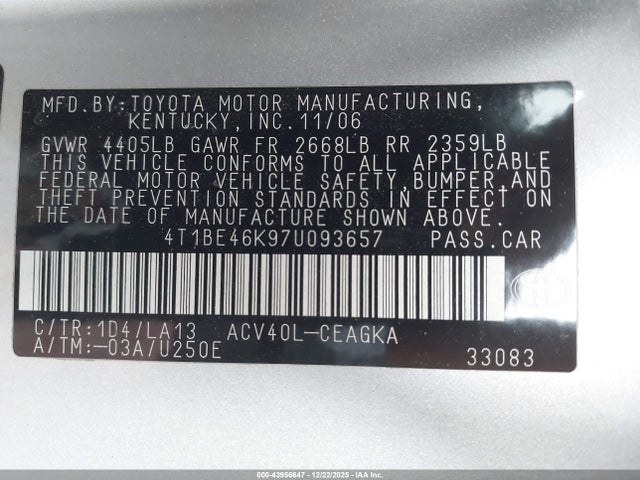 MFD.BY:TOYOTA MOTOR MANUFACTURING,
KENTUCKY,INC.11/06
GVWR 4405LB GAWR FR 2668LB RR 2359LB
THIS VEHICLE CONFORMS TO ALL APPLICABLE
FEDERAL MOTOR VEHICLE SAFETY,BUMPER,AND
THEFT PREVENTION STANDARDS IN EFFECT ON
THE DATE OF MANUFACTURE SHOWN ABOVE.
4T1BE46K97U093657 PASS.CAR
C/TR:1D4/LA13 ACV40L-CEAGKA
A/TM:-03A/U250E 33083
000-43956647 - 12/22/2025 - IAA Inc.